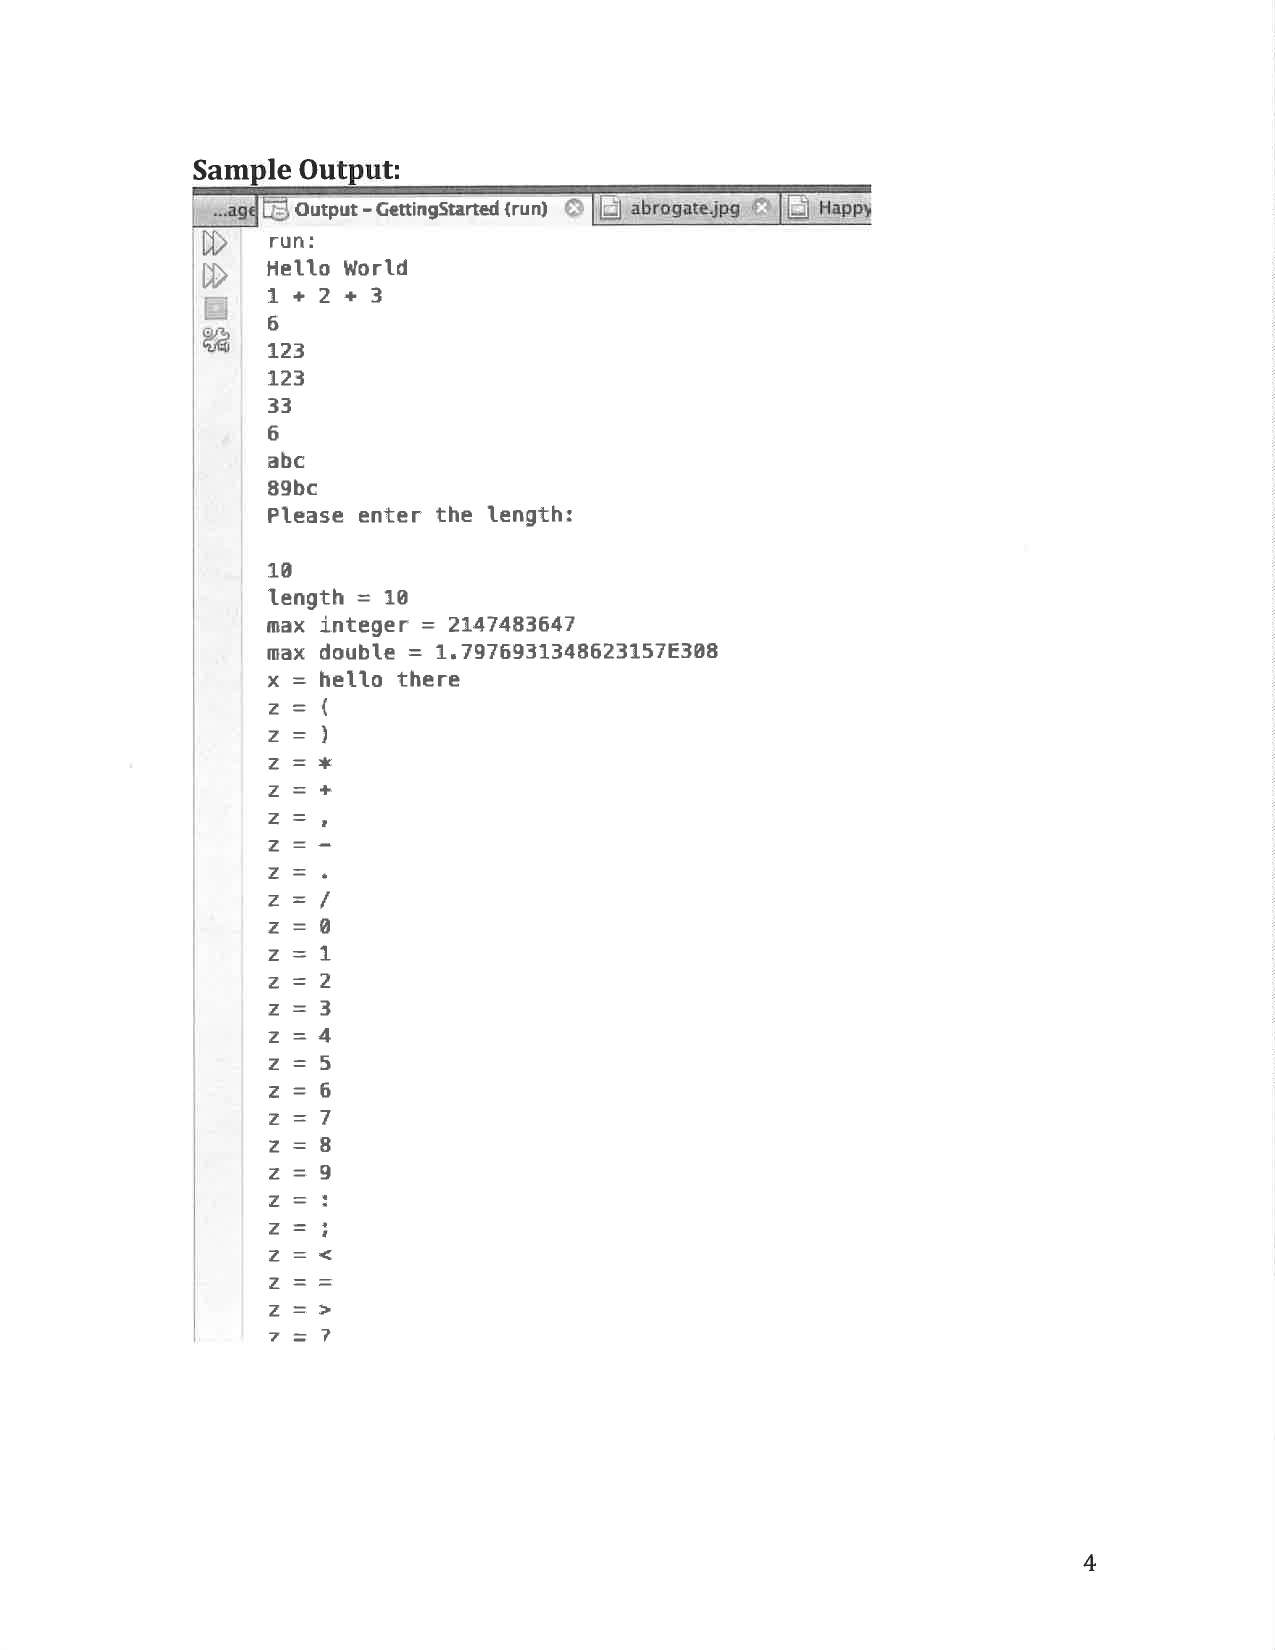 Sample Output:
...age Output - GettingStarted (run) abrogate.jpg Happy
run:
Hello World
1 + 2 + 3
6
123
123
33
6
abc
89bc
Please enter the length:
10
length = 10
max integer = 2147483647
max double = 1.7976931348623157E308
x = hello there
z = (
z = )
z = *
z = +
z = ,
z = -
z = .
z = /
z = 0
z = 1
z = 2
z = 3
z = 4
z = 5
z = 6
z = 7
z = 8
z = 9
z = :
z = ;
z = <
z = =
z = >
z = ?
4